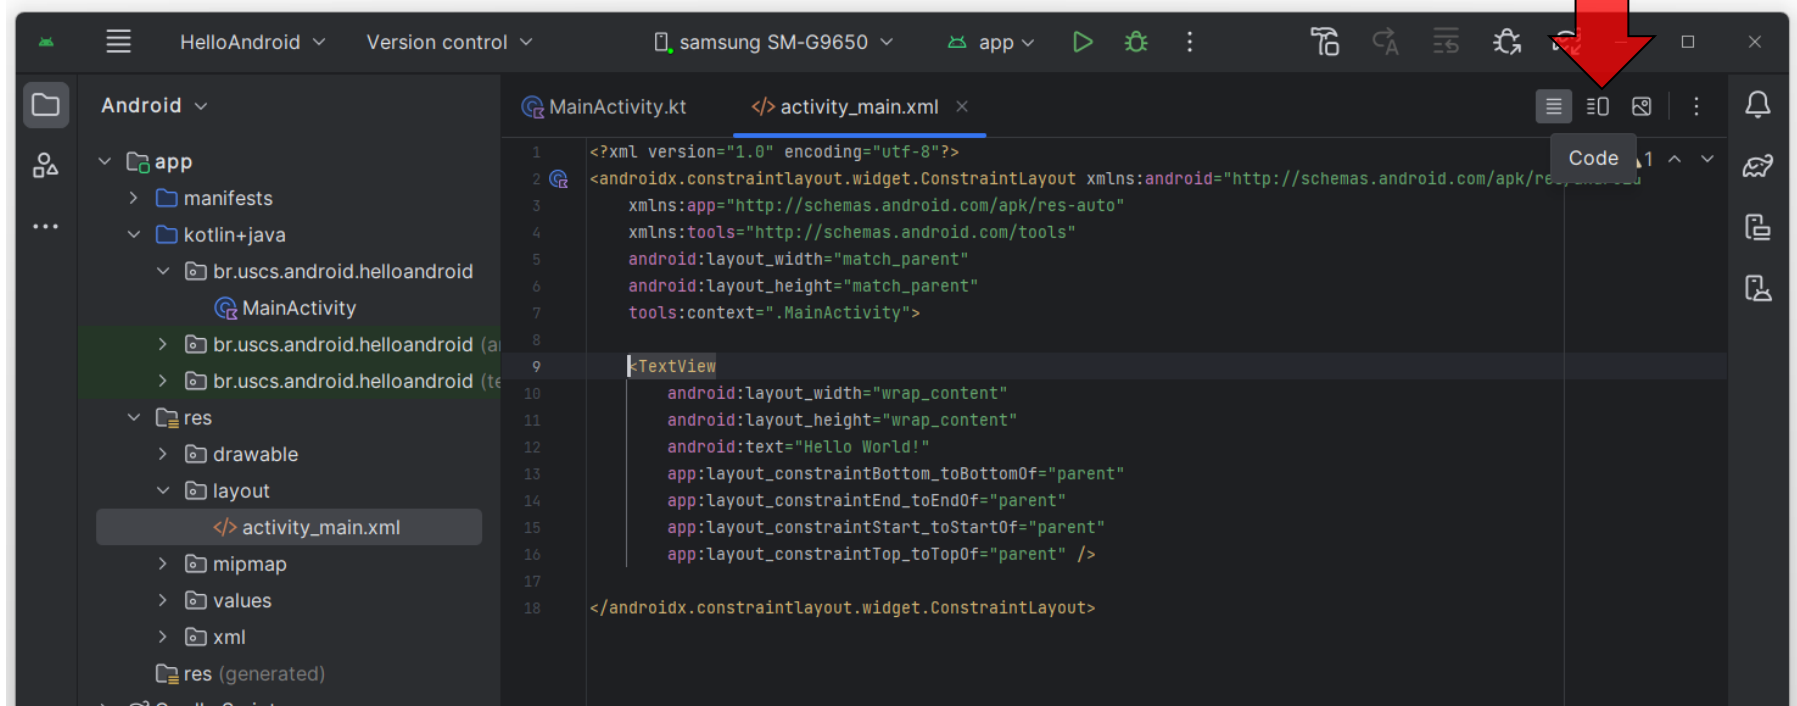 HelloAndroid
Version control
samsung SM-G9650
app
Android
MainActivity.kt
</> activity_main.xml
Code
1
app
manifests
kotlin+java
br.uscs.android.helloandroid
MainActivity
br.uscs.android.helloandroid
br.uscs.android.helloandroid
res
drawable
layout
</> activity_main.xml
mipmap
values
xml
res (generated)
1 <?xml version="1.0" encoding="utf-8"?>
2 <androidx.constraintlayout.widget.ConstraintLayout xmlns:android="http://schemas.android.com/apk/res/android"
3 xmlns:app="http://schemas.android.com/apk/res-auto"
4 xmlns:tools="http://schemas.android.com/tools"
5 android:layout_width="match_parent"
6 android:layout_height="match_parent"
7 tools:context=".MainActivity">
8
9 <TextView
10 android:layout_width="wrap_content"
11 android:layout_height="wrap_content"
12 android:text="Hello World!"
13 app:layout_constraintBottom_toBottomOf="parent"
14 app:layout_constraintEnd_toEndOf="parent"
15 app:layout_constraintStart_toStartOf="parent"
16 app:layout_constraintTop_toTopOf="parent" />
17
18 </androidx.constraintlayout.widget.ConstraintLayout>